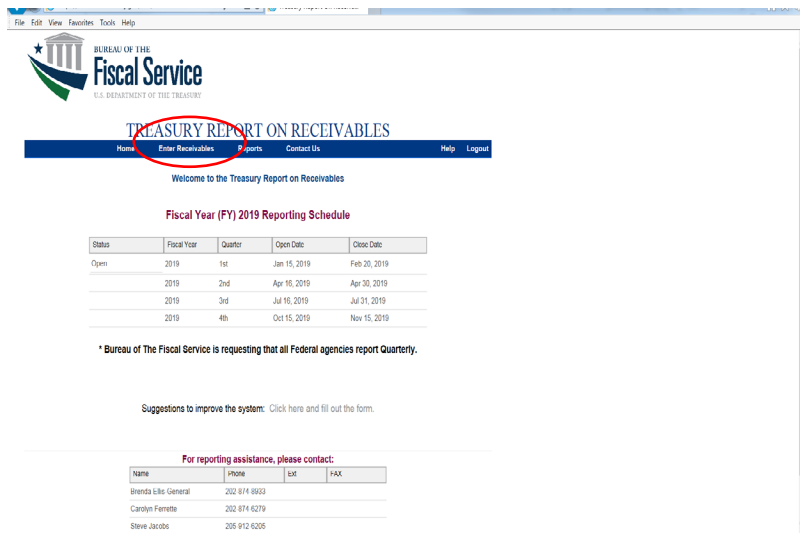 File Edit View Favorites Tools Help
BUREAU OF THE
Fiscal Service
U.S. DEPARTMENT OF THE TREASURY
TREASURY REPORT ON RECEIVABLES
Home Enter Receivables Reports Contact Us Help Logout
Welcome to the Treasury Report on Receivables
Fiscal Year (FY) 2019 Reporting Schedule
Status Fiscal Year Quarter Open Date Close Date
Open 2019 1st Jan 15, 2019 Feb 20, 2019
2019 2nd Apr 16, 2019 Apr 30, 2019
2019 3rd Jul 16, 2019 Jul 31, 2019
2019 4th Oct 15, 2019 Nov 15, 2019
* Bureau of The Fiscal Service is requesting that all Federal agencies report Quarterly.
Suggestions to improve the system: Click here and fill out the form.
For reporting assistance, please contact:
Name Phone Ext FAX
Brenda Ellis General 202 874 8933
Carolyn Ferrette 202 874 6279
Steve Jacobs 205 912 6205